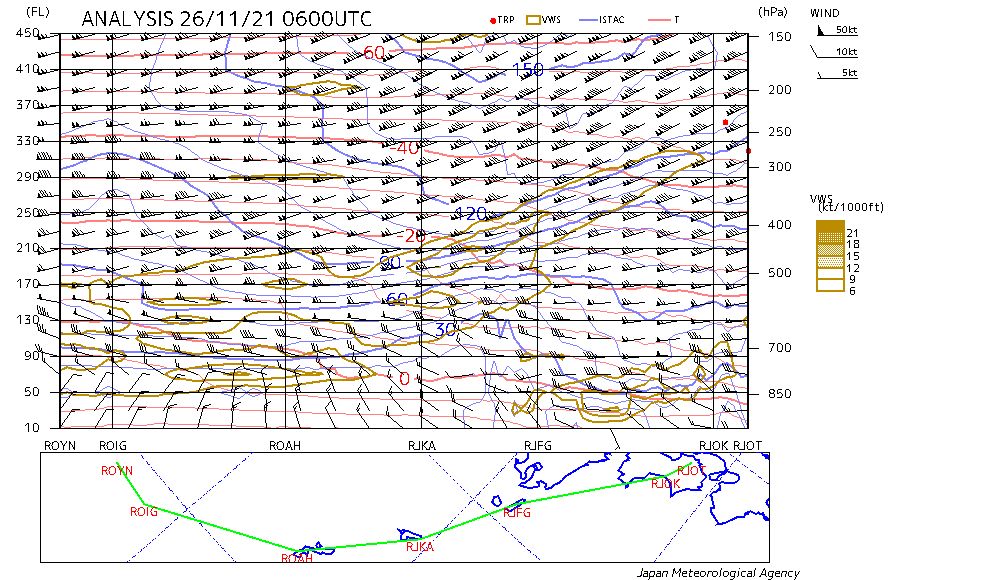 (FL) ANALYSIS 26/11/21 0600UTC TRP VWS ISTAC T (hPa) WIND
450 150 50kt
60
10kt
410 150 5kt
200
370
250
330 -40
300
290
VWS
(kt/1000ft)
250 120 400
-20 21
210 18
90 15
500 12
170 60 9
6
130 30
700
90
0
50 850
10
ROYN ROIG ROAH RJKA RJFG RJOK RJOT
ROYN RJOT
RJOK
ROIG RJFG
RJKA
ROAH
Japan Meteorological Agency